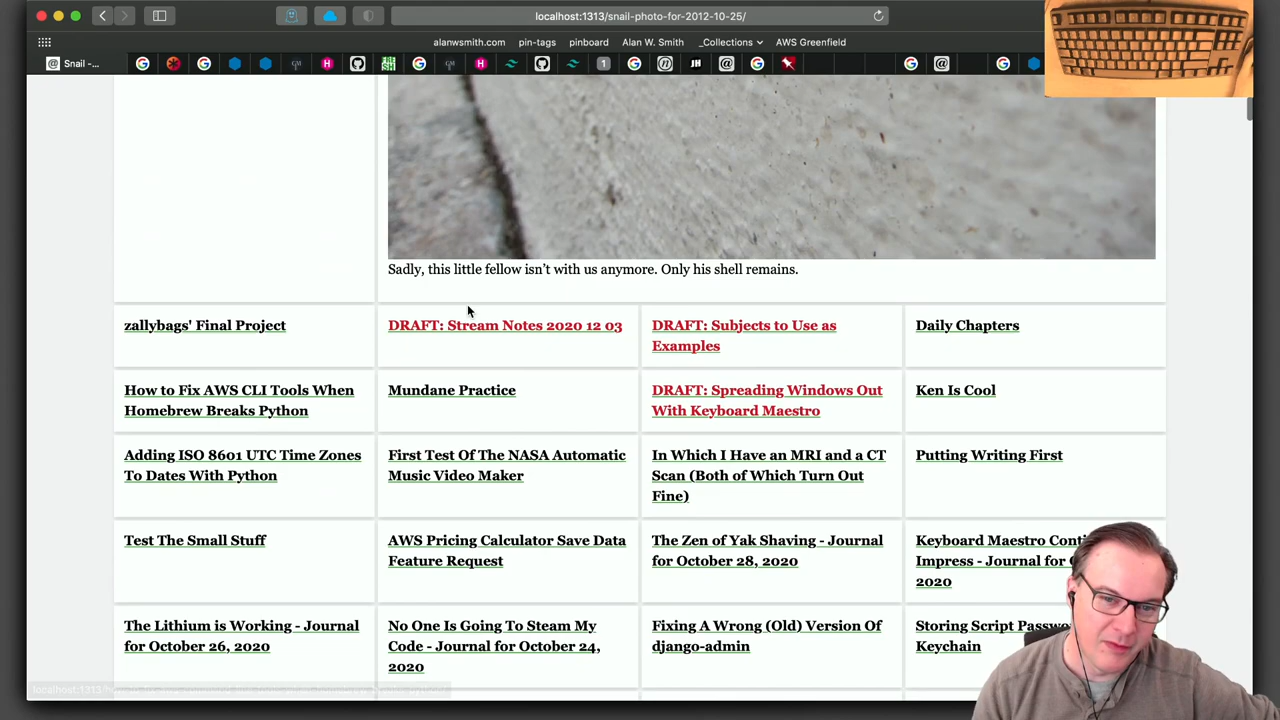 localhost:1313/snail-photo-for-2012-10-25/
alanwsmith.com pin-tags pinboard Alan W. Smith _Collections AWS Greenfield
Snail -...
Sadly, this little fellow isn’t with us anymore. Only his shell remains.
zallybags' Final Project
DRAFT: Stream Notes 2020 12 03
DRAFT: Subjects to Use as
Examples
Daily Chapters
How to Fix AWS CLI Tools When
Homebrew Breaks Python
Mundane Practice
DRAFT: Spreading Windows Out
With Keyboard Maestro
Ken Is Cool
Adding ISO 8601 UTC Time Zones
To Dates With Python
First Test Of The NASA Automatic
Music Video Maker
In Which I Have an MRI and a CT
Scan (Both of Which Turn Out
Fine)
Putting Writing First
Test The Small Stuff
AWS Pricing Calculator Save Data
Feature Request
The Zen of Yak Shaving - Journal
for October 28, 2020
Keyboard Maestro Conti
Impress - Journal for
2020
The Lithium is Working - Journal
for October 26, 2020
No One Is Going To Steam My
Code - Journal for October 24,
2020
Fixing A Wrong (Old) Version Of
django-admin
Storing Script Passwo
Keychain